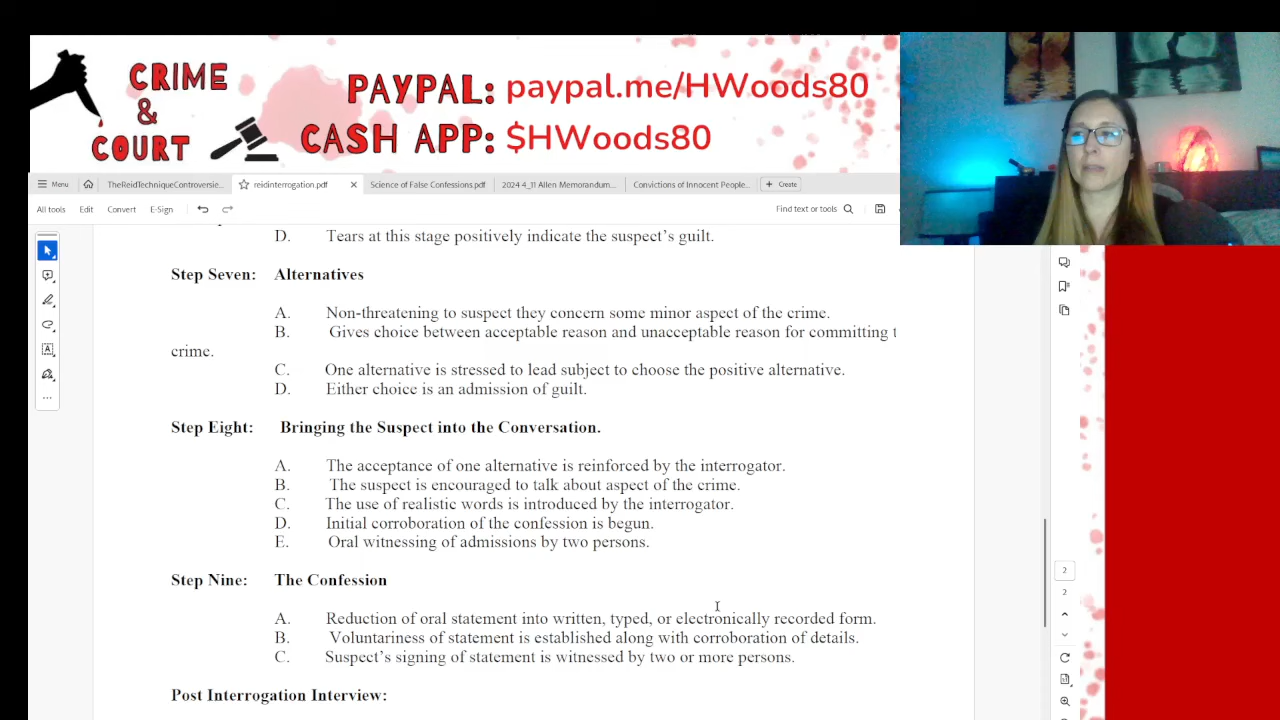 CRIME
&
COURT
PAYPAL: paypal.me/HWoods80
CASH APP: $HWoods80
Menu TheReidTechniqueControversie... reidinterrogation.pdf Science of False Confessions.pdf 2024 4_11 Allen Memorandum... Convictions of Innocent People... Create
All tools Edit Convert E-Sign Find text or tools
D. Tears at this stage positively indicate the suspect's guilt.
Step Seven: Alternatives
A. Non-threatening to suspect they concern some minor aspect of the crime.
B. Gives choice between acceptable reason and unacceptable reason for committing t
crime.
C. One alternative is stressed to lead subject to choose the positive alternative.
D. Either choice is an admission of guilt.
Step Eight: Bringing the Suspect into the Conversation.
A. The acceptance of one alternative is reinforced by the interrogator.
B. The suspect is encouraged to talk about aspect of the crime.
C. The use of realistic words is introduced by the interrogator.
D. Initial corroboration of the confession is begun.
E. Oral witnessing of admissions by two persons.
Step Nine: The Confession
A. Reduction of oral statement into written, typed, or electronically recorded form.
B. Voluntariness of statement is established along with corroboration of details.
C. Suspect's signing of statement is witnessed by two or more persons.
Post Interrogation Interview:
2
2